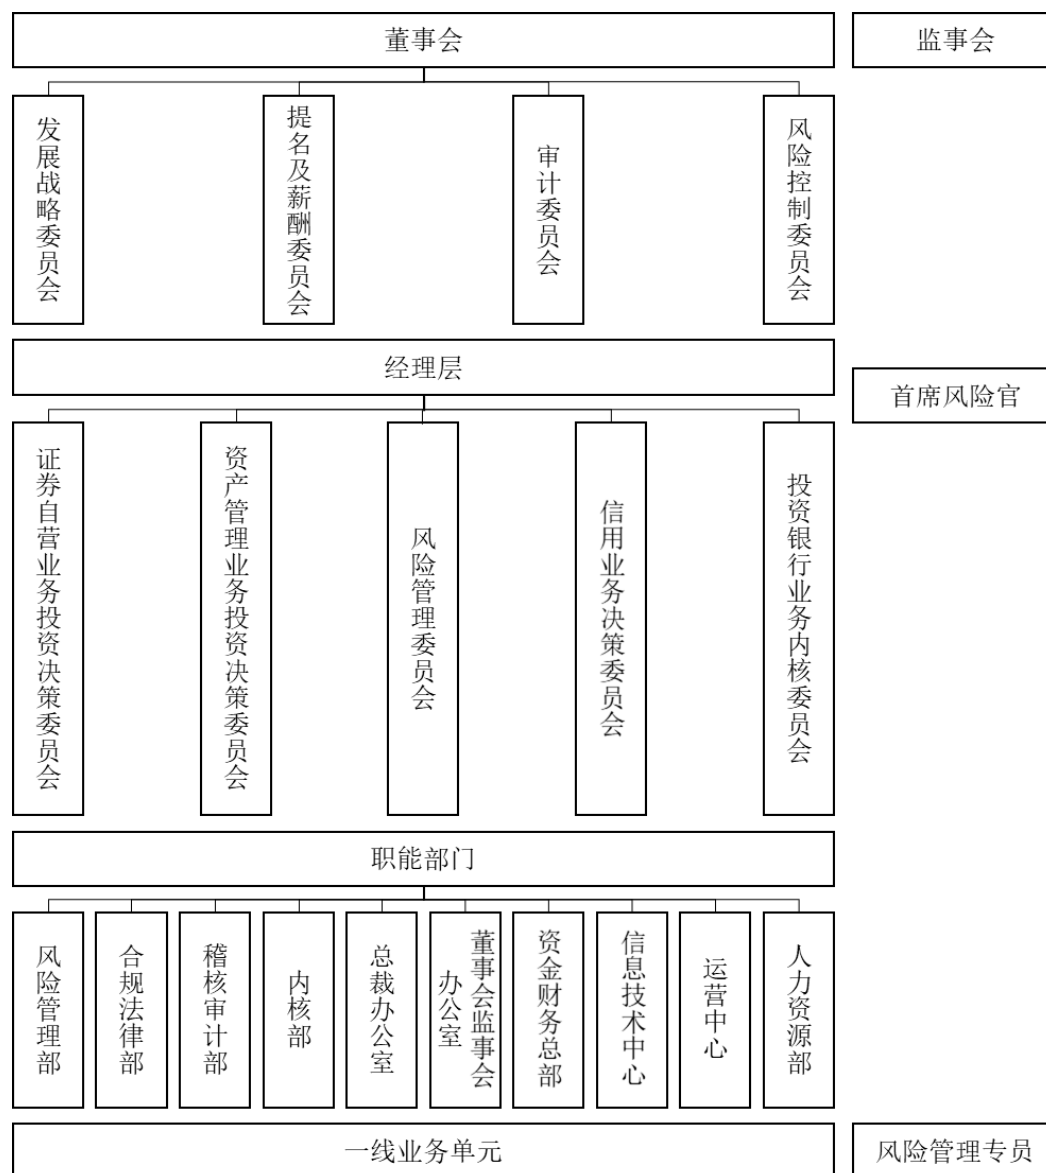 董事会
监事会
发展战略委员会
提名及薪酬委员会
审计委员会
风险控制委员会
经理层
首席风险官
证券自营业务投资决策委员会
资产管理业务投资决策委员会
风险管理委员会
信用业务决策委员会
投资银行业务内核委员会
职能部门
风险管理部
合规法律部
稽核审计部
内核部
总裁办公室
董事会监事会
办公室
资金财务总部
信息技术中心
运营中心
人力资源部
一线业务单元
风险管理专员